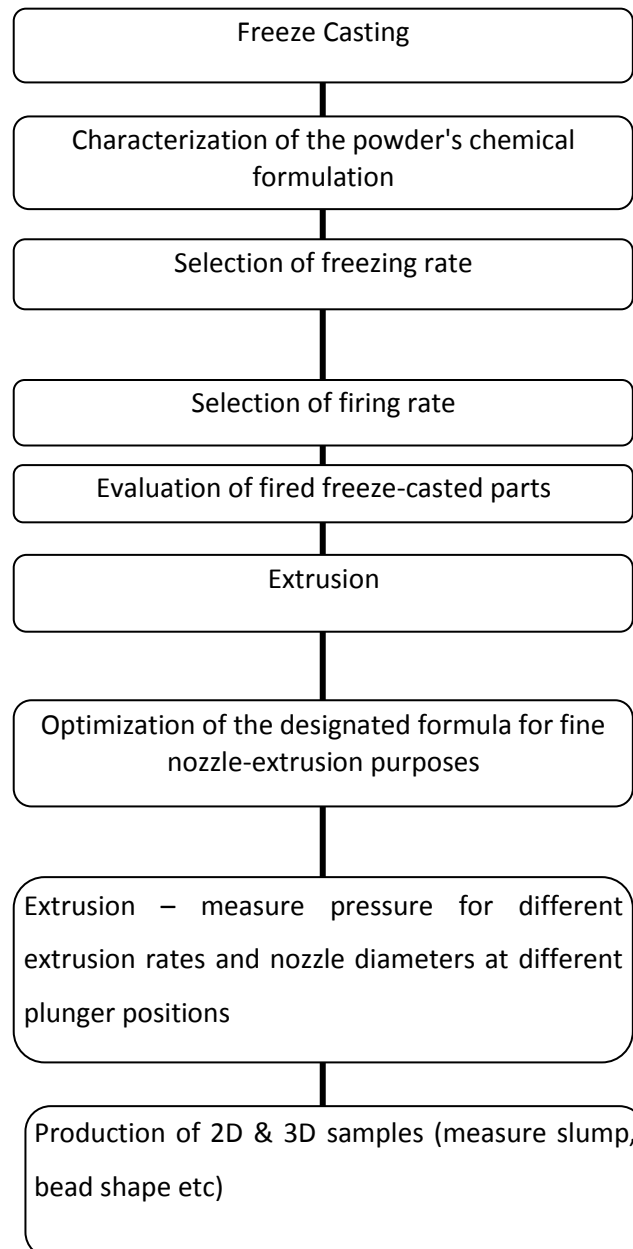 Freeze Casting
Characterization of the powder's chemical
formulation
Selection of freezing rate
Selection of firing rate
Evaluation of fired freeze-casted parts
Extrusion
Optimization of the designated formula for fine
nozzle-extrusion purposes
Extrusion – measure pressure for different
extrusion rates and nozzle diameters at different
plunger positions
Production of 2D & 3D samples (measure slump,
bead shape etc)